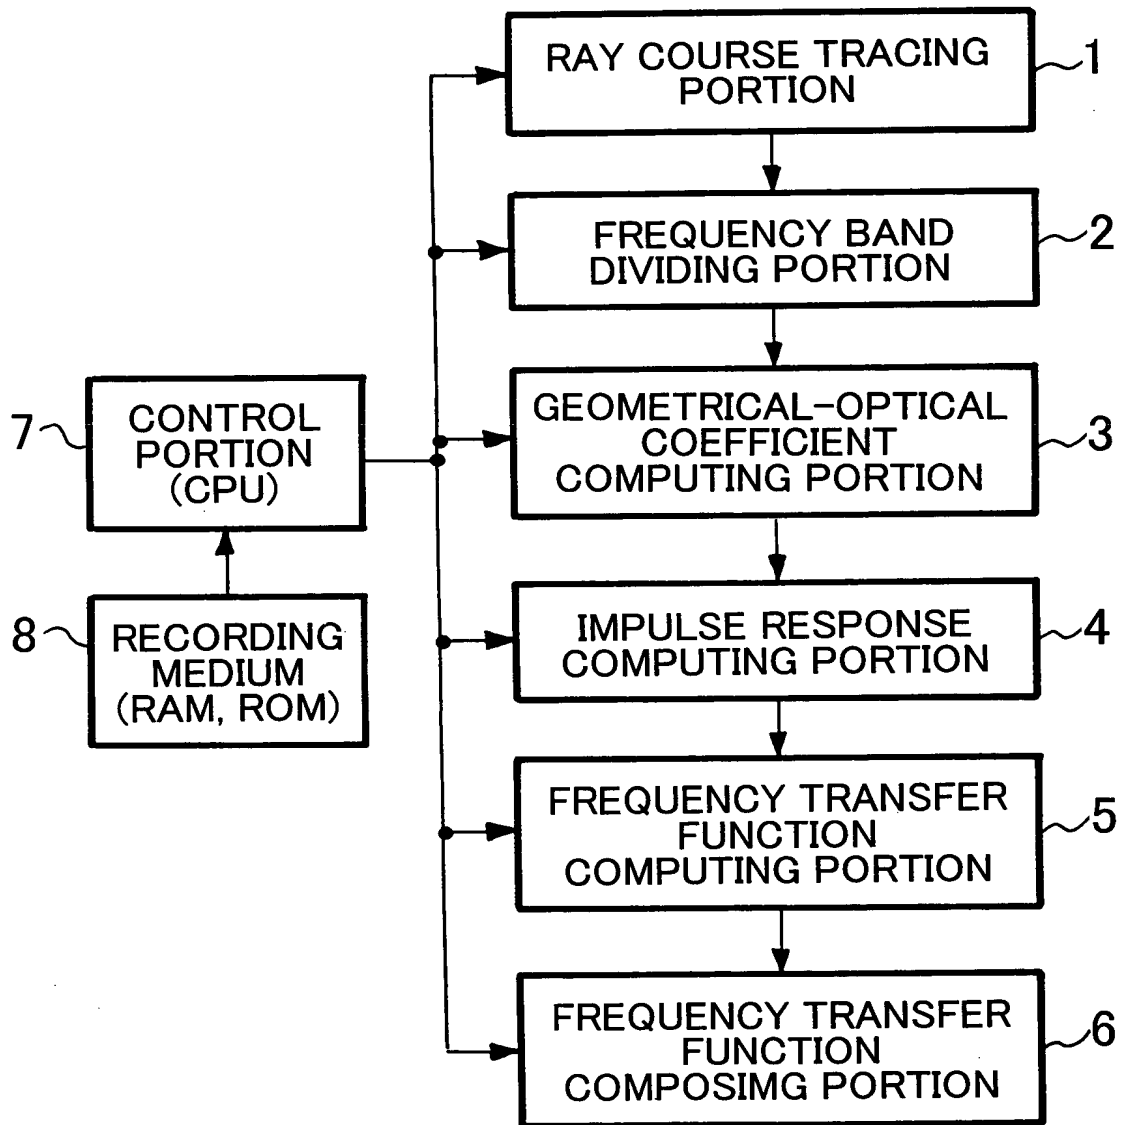 RAY COURSE TRACING
PORTION
1
FREQUENCY BAND
DIVIDING PORTION
2
GEOMETRICAL-OPTICAL
COEFFICIENT
COMPUTING PORTION
3
7
CONTROL
PORTION
(CPU)
8
RECORDING
MEDIUM
(RAM, ROM)
IMPULSE RESPONSE
COMPUTING PORTION
4
FREQUENCY TRANSFER
FUNCTION
COMPUTING PORTION
5
FREQUENCY TRANSFER
FUNCTION
COMPOSIMG PORTION
6